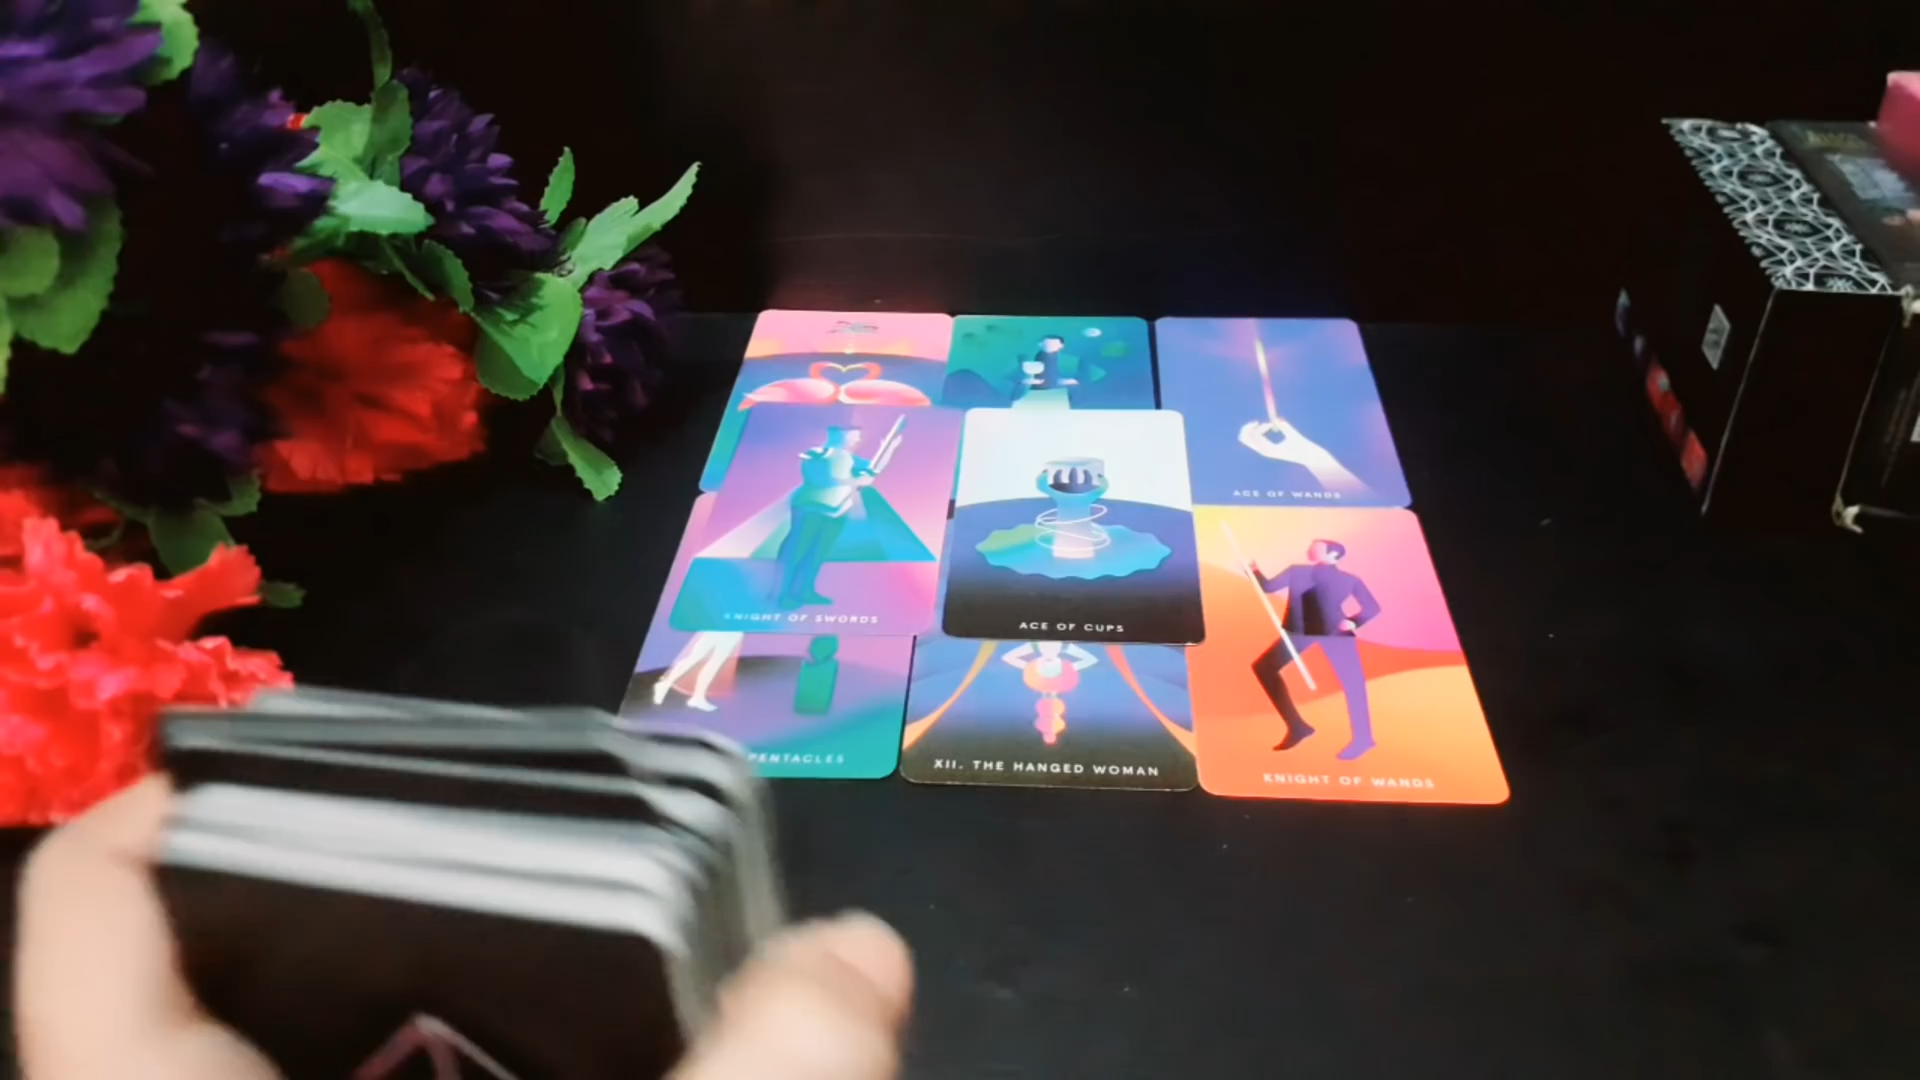 ACE OF WANDS
KNIGHT OF SWORDS
ACE OF CUPS
PENTACLES
XII. THE HANGED WOMAN
KNIGHT OF WANDS